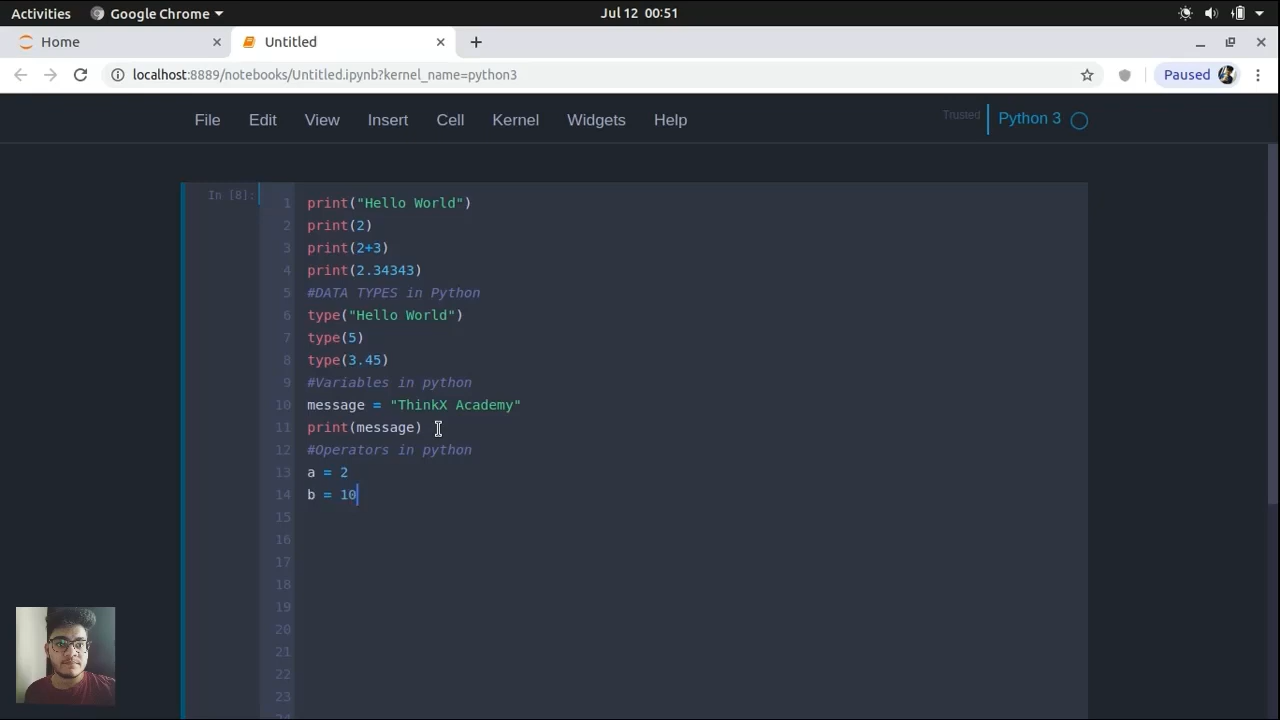 Activities Google Chrome Jul 12 00:51
Home Untitled
localhost:8889/notebooks/Untitled.ipynb?kernel_name=python3 Paused
File Edit View Insert Cell Kernel Widgets Help Trusted Python 3
In [8]:
1 print("Hello World")
2 print(2)
3 print(2+3)
4 print(2.34343)
5 #DATA TYPES in Python
6 type("Hello World")
7 type(5)
8 type(3.45)
9 #Variables in python
10 message = "ThinkX Academy"
11 print(message)
12 #Operators in python
13 a = 2
14 b = 10
15
16
17
18
19
20
21
22
23
24